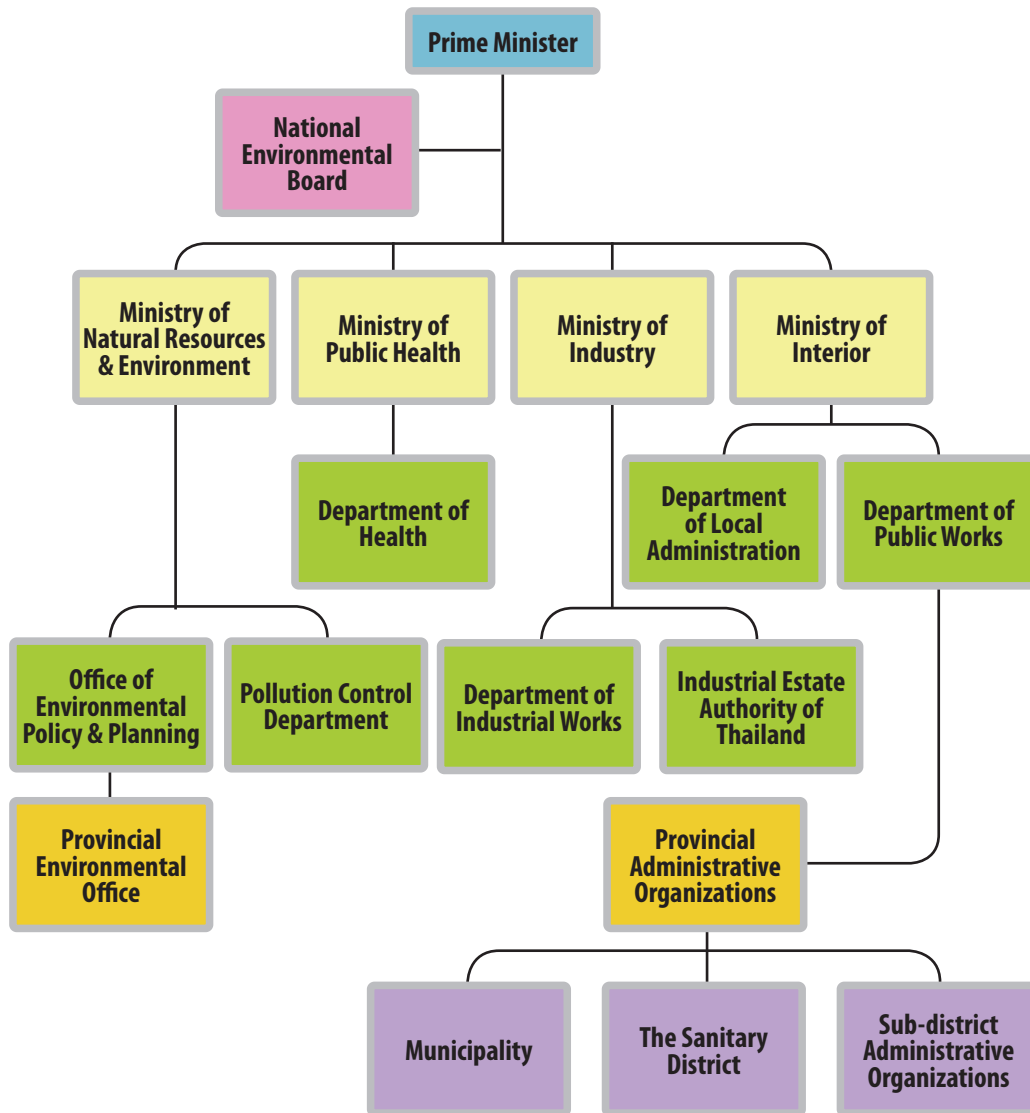 Prime Minister
National
Environmental
Board
Ministry of
Natural Resources
& Environment
Ministry of
Public Health
Ministry of
Industry
Ministry of
Interior
Department of
Health
Department
of Local
Administration
Department of
Public Works
Office of
Environmental
Policy & Planning
Pollution Control
Department
Department of
Industrial Works
Industrial Estate
Authority of
Thailand
Provincial
Environmental
Office
Provincial
Administrative
Organizations
Municipality
The Sanitary
District
Sub-district
Administrative
Organizations